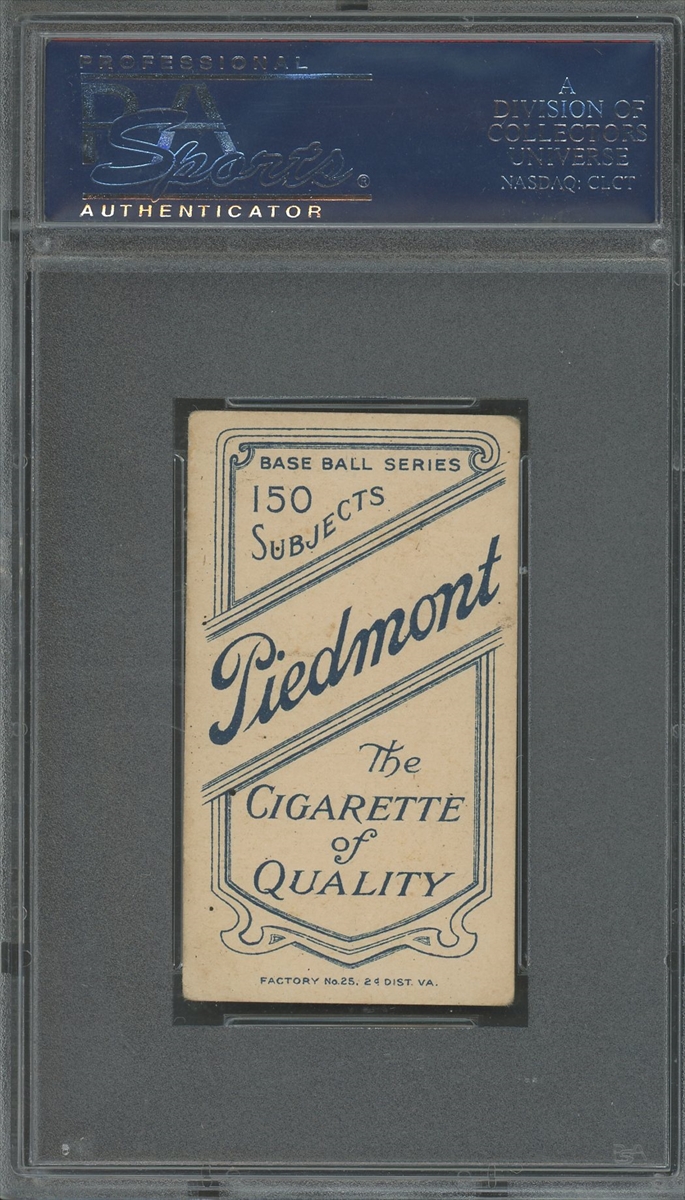 PROFESSIONAL
PSA
Sports®
AUTHENTICATOR
A
DIVISION OF
COLLECTORS
UNIVERSE
NASDAQ: CLCT
BASE BALL SERIES
150
SUBJECTS
Piedmont
The
CIGARETTE
of
QUALITY
FACTORY No. 25, 2d DIST. VA.
PSA